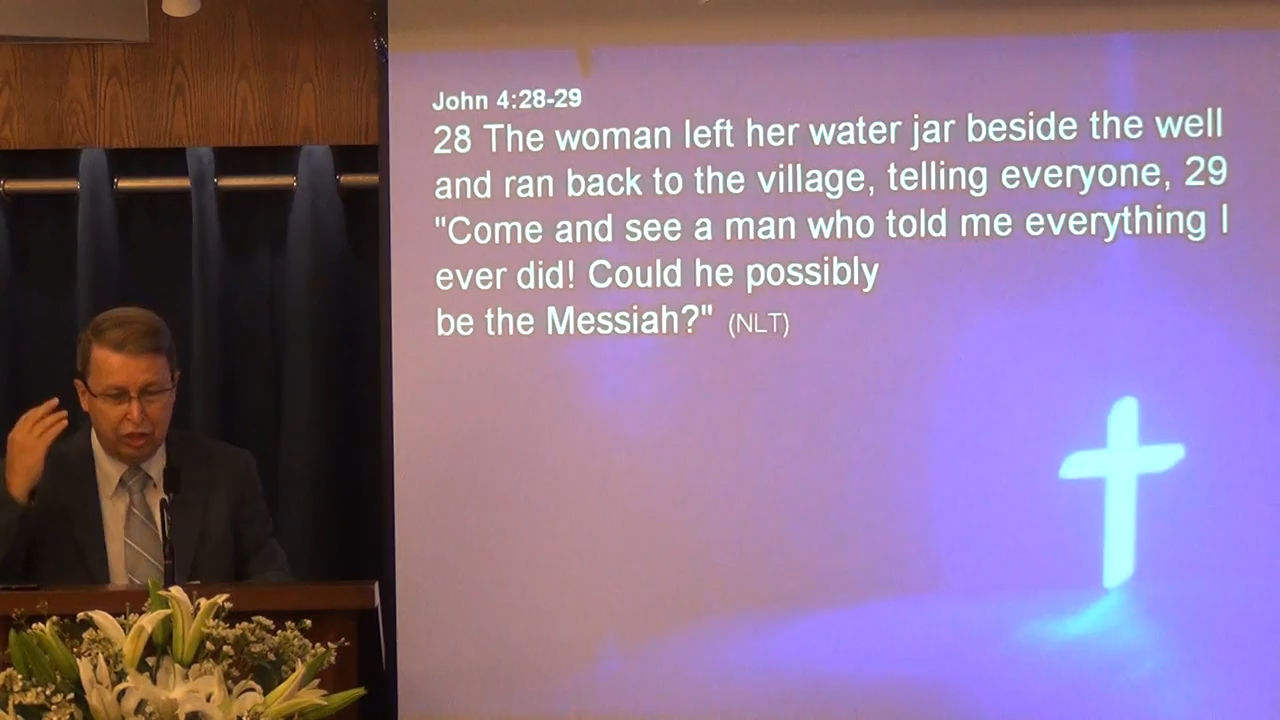 John 4:28-29
28 The woman left her water jar beside the well
and ran back to the village, telling everyone, 29
"Come and see a man who told me everything I
ever did! Could he possibly
be the Messiah?" (NLT)